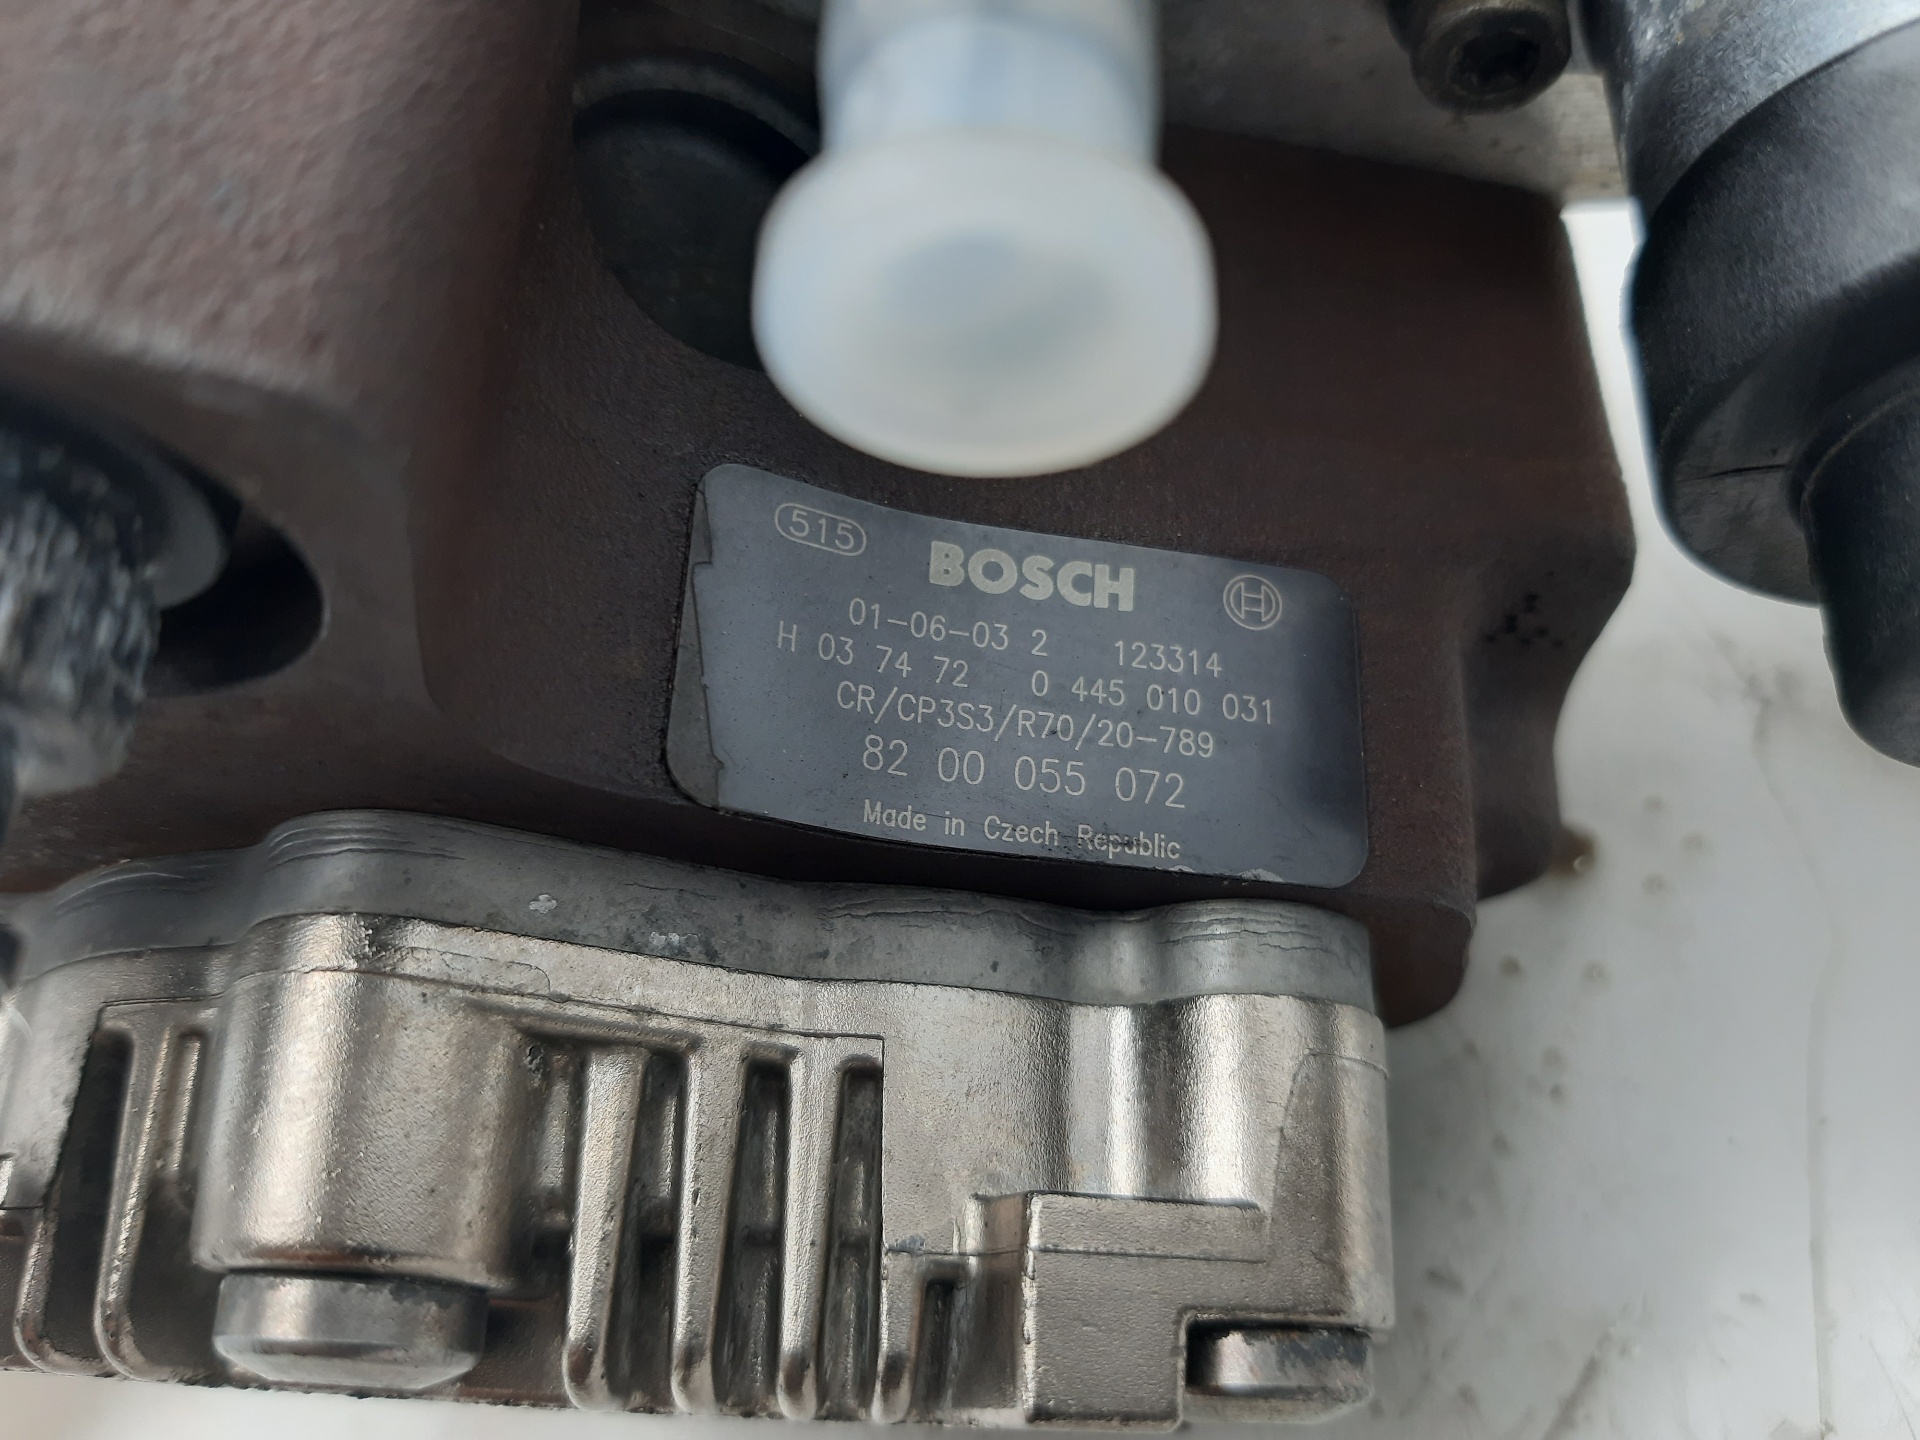 515
BOSCH
01-06-03 2 123314
H 03 74 72 0 445 010 031
CR/CP3S3/R70/20-789
82 00 055 072
Made in Czech Republic